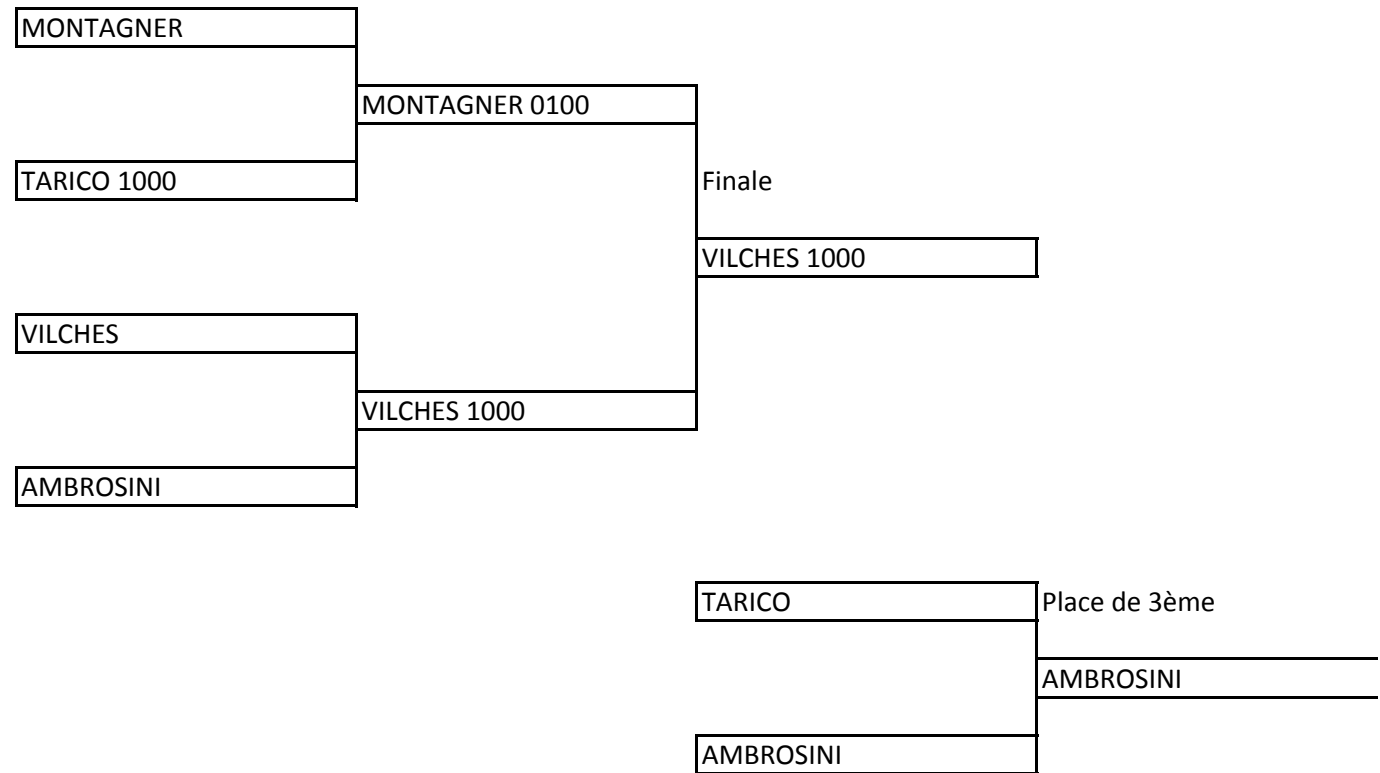 MONTAGNER
MONTAGNER 0100
TARICO 1000
Finale
VILCHES 1000
VILCHES
VILCHES 1000
AMBROSINI
TARICO
Place de 3ème
AMBROSINI
AMBROSINI